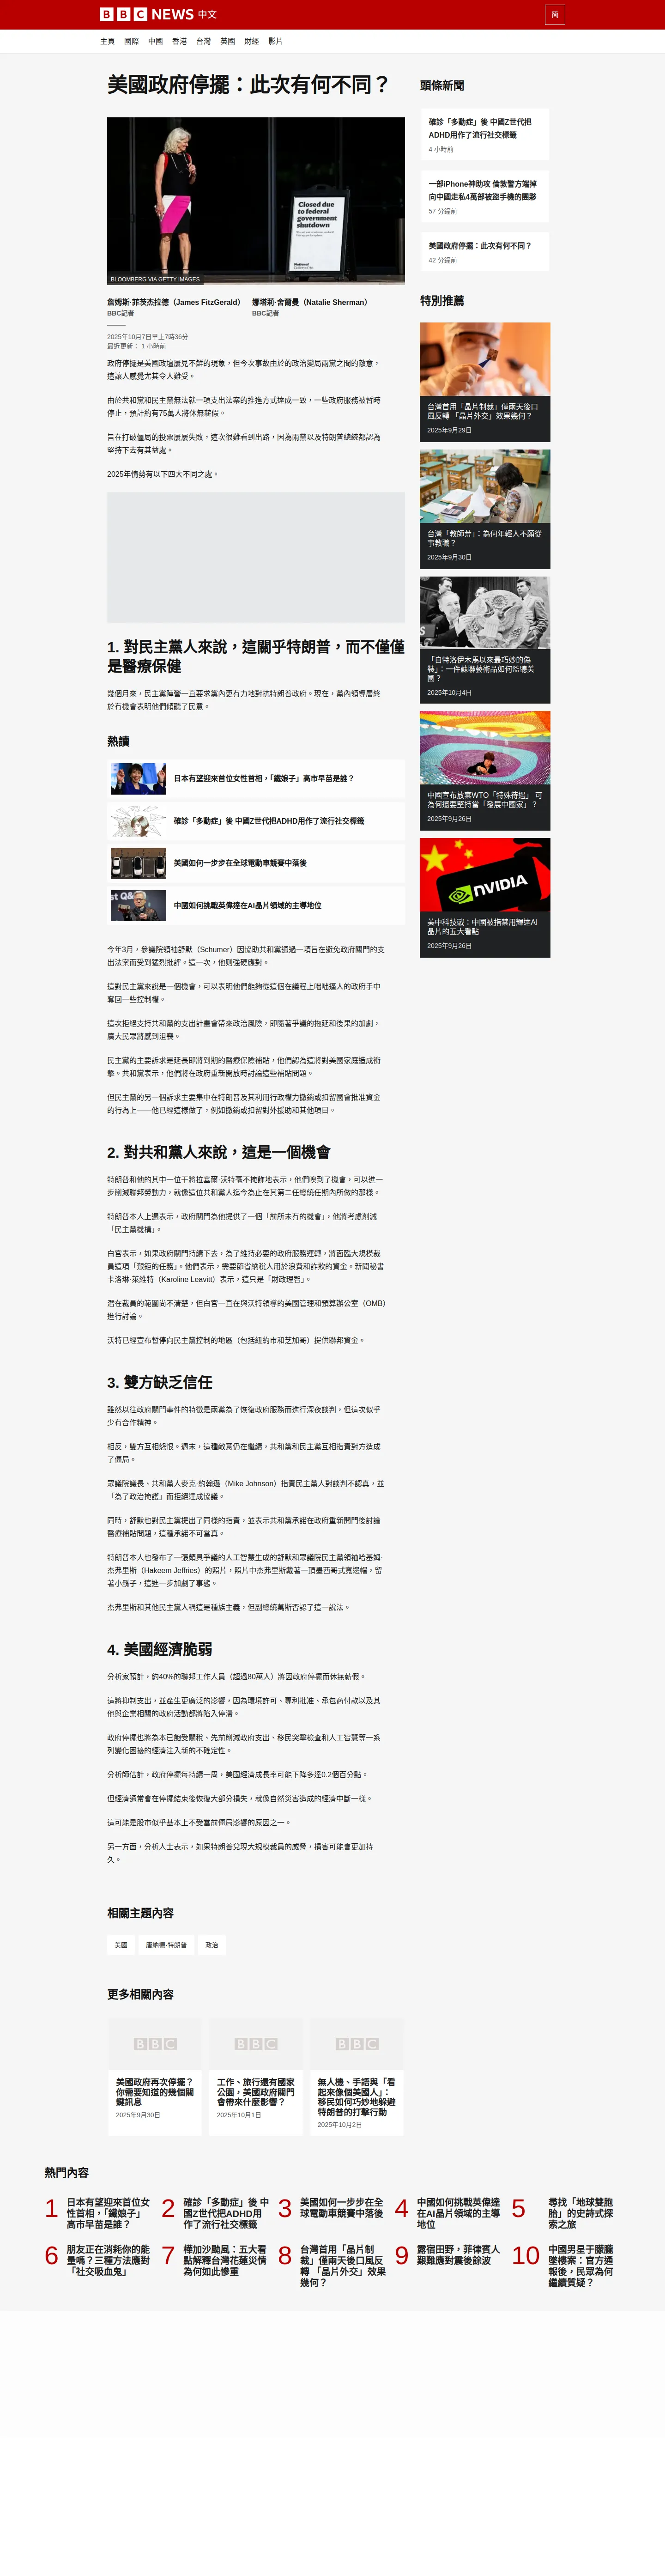 BBC NEWS 中文
简
主頁 國際 中國 香港 台灣 英國 財經 影片
美國政府停擺：此次有何不同？
Closed due to federal government shutdown
BLOOMBERG VIA GETTY IMAGES
詹姆斯·菲茨杰拉德（James FitzGerald）
BBC記者
娜塔莉·舍爾曼（Natalie Sherman）
BBC記者
2025年10月7日早上7時36分
最近更新： 1 小時前
政府停擺是美國政壇屢見不鮮的現象，但今次事故由於的政治變局兩黨之間的敵意，
這讓人感覺尤其令人難受。
由於共和黨和民主黨無法就一項支出法案的推進方式達成一致，一些政府服務被暫時
停止，預計約有75萬人將休無薪假。
旨在打破僵局的投票屢屢失敗，這次很難看到出路，因為兩黨以及特朗普總統都認為
堅持下去有其益處。
2025年情勢有以下四大不同之處。
1. 對民主黨人來說，這關乎特朗普，而不僅僅
是醫療保健
幾個月來，民主黨陣營一直要求黨內更有力地對抗特朗普政府。現在，黨內領導層終
於有機會表明他們傾聽了民意。
熱讀
日本有望迎來首位女性首相，「鐵娘子」高市早苗是誰？
確診「多動症」後 中國Z世代把ADHD用作了流行社交標籤
美國如何一步步在全球電動車競賽中落後
中國如何挑戰英偉達在AI晶片領域的主導地位
今年3月，參議院領袖舒默（Schumer）因協助共和黨通過一項旨在避免政府關門的支
出法案而受到猛烈批評。這一次，他則強硬應對。
這對民主黨來說是一個機會，可以表明他們能夠從這個在議程上咄咄逼人的政府手中
奪回一些控制權。
這次拒絕支持共和黨的支出計畫會帶來政治風險，即隨著爭議的拖延和後果的加劇，
廣大民眾將感到沮喪。
民主黨的主要訴求是延長即將到期的醫療保險補貼，他們認為這將對美國家庭造成衝
擊。共和黨表示，他們將在政府重新開放時討論這些補貼問題。
但民主黨的另一個訴求主要集中在特朗普及其利用行政權力撤銷或扣留國會批准資金
的行為上——他已經這樣做了，例如撤銷或扣留對外援助和其他項目。
2. 對共和黨人來說，這是一個機會
特朗普和他的其中一位干將拉塞爾·沃特毫不掩飾地表示，他們嗅到了機會，可以進一
步削減聯邦勞動力，就像這位共和黨人迄今為止在其第二任總統任期內所做的那樣。
特朗普本人上週表示，政府關門為他提供了一個「前所未有的機會」，他將考慮削減
「民主黨機構」。
白宮表示，如果政府關門持續下去，為了維持必要的政府服務運轉，將面臨大規模裁
員這項「艱鉅的任務」。他們表示，需要節省納稅人用於浪費和詐欺的資金。新聞秘書
卡洛琳·萊維特（Karoline Leavitt）表示，這只是「財政理智」。
潛在裁員的範圍尚不清楚，但白宮一直在與沃特領導的美國管理和預算辦公室（OMB）
進行討論。
沃特已經宣布暫停向民主黨控制的地區（包括紐約市和芝加哥）提供聯邦資金。
3. 雙方缺乏信任
雖然以往政府關門事件的特徵是兩黨為了恢復政府服務而進行深夜談判，但這次似乎
少有合作精神。
相反，雙方互相怨恨。週末，這種敵意仍在繼續，共和黨和民主黨互相指責對方造成
了僵局。
眾議院議長、共和黨人麥克·約翰遜（Mike Johnson）指責民主黨人對談判不認真，並
「為了政治掩護」而拒絕達成協議。
同時，舒默也對民主黨提出了同樣的指責，並表示共和黨承諾在政府重新開門後討論
醫療補貼問題，這種承諾不可當真。
特朗普本人也發布了一張頗具爭議的人工智慧生成的舒默和眾議院民主黨領袖哈基姆·
杰弗里斯（Hakeem Jeffries）的照片，照片中杰弗里斯戴著一頂墨西哥式寬邊帽，留
著小鬍子，這進一步加劇了事態。
杰弗里斯和其他民主黨人稱這是種族主義，但副總統萬斯否認了這一說法。
4. 美國經濟脆弱
分析家預計，約40%的聯邦工作人員（超過80萬人）將因政府停擺而休無薪假。
這將抑制支出，並產生更廣泛的影響，因為環境許可、專利批准、承包商付款以及其
他與企業相關的政府活動都將陷入停滯。
政府停擺也將為本已飽受關稅、先前削減政府支出、移民突擊檢查和人工智慧等一系
列變化困擾的經濟注入新的不確定性。
分析師估計，政府停擺每持續一周，美國經濟成長率可能下降多達0.2個百分點。
但經濟通常會在停擺結束後恢復大部分損失，就像自然災害造成的經濟中斷一樣。
這可能是股市似乎基本上不受當前僵局影響的原因之一。
另一方面，分析人士表示，如果特朗普兌現大規模裁員的威脅，損害可能會更加持
久。
相關主題內容
美國 唐納德·特朗普 政治
更多相關內容
美國政府再次停擺？
你需要知道的幾個關
鍵訊息
2025年9月30日
工作、旅行還有國家
公園，美國政府關門
會帶來什麼影響？
2025年10月1日
無人機、手語與「看
起來像個美國人」：
移民如何巧妙地躲避
特朗普的打擊行動
2025年10月2日
頭條新聞
確診「多動症」後 中國Z世代把
ADHD用作了流行社交標籤
4 小時前
一部iPhone神助攻 倫敦警方端掉
向中國走私4萬部被盜手機的團夥
57 分鐘前
美國政府停擺：此次有何不同？
42 分鐘前
特別推薦
台灣首用「晶片制裁」僅兩天後口
風反轉 「晶片外交」效果幾何？
2025年9月29日
台灣「教師荒」：為何年輕人不願從
事教職？
2025年9月30日
「自特洛伊木馬以來最巧妙的偽
裝」：一件蘇聯藝術品如何監聽美
國？
2025年10月4日
中國宣布放棄WTO「特殊待遇」 可
為何還要堅持當「發展中國家」？
2025年9月26日
NVIDIA
美中科技戰：中國被指禁用輝達AI
晶片的五大看點
2025年9月26日
熱門內容
1 日本有望迎來首位女
性首相，「鐵娘子」
高市早苗是誰？
2 確診「多動症」後 中
國Z世代把ADHD用
作了流行社交標籤
3 美國如何一步步在全
球電動車競賽中落後
4 中國如何挑戰英偉達
在AI晶片領域的主導
地位
5 尋找「地球雙胞
胎」的史詩式探
索之旅
6 朋友正在消耗你的能
量嗎？三種方法應對
「社交吸血鬼」
7 樺加沙颱風：五大看
點解釋台灣花蓮災情
為何如此慘重
8 台灣首用「晶片制
裁」僅兩天後口風反
轉 「晶片外交」效果
幾何？
9 露宿田野，菲律賓人
艱難應對震後餘波
10 中國男星于朦朧
墜樓案：官方通
報後，民眾為何
繼續質疑？